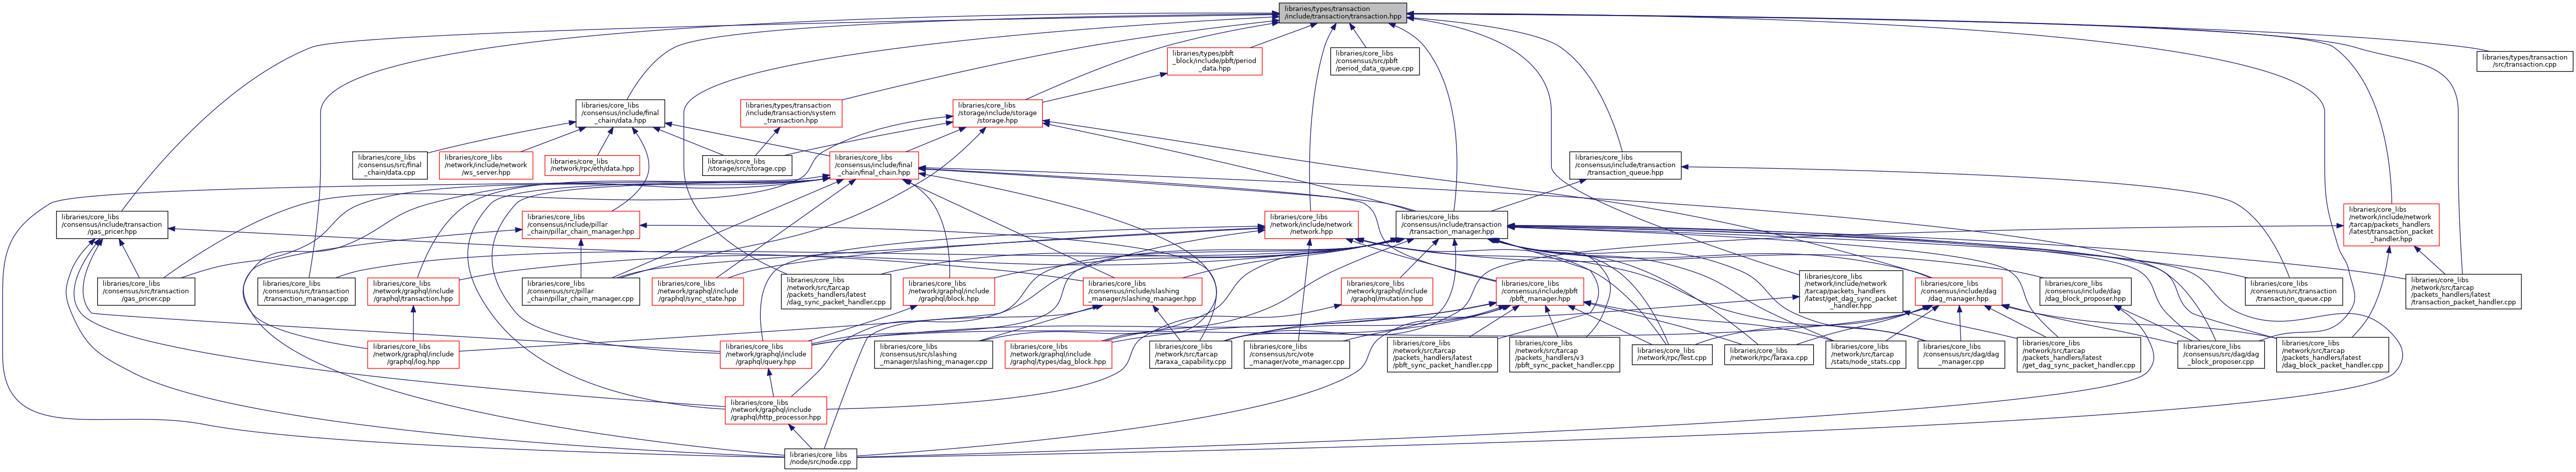 libraries/types/transaction
/include/transaction/transaction.hpp
libraries/types/pbft
_block/include/pbft/period
_data.hpp
libraries/core_libs
/consensus/src/pbft
/period_data_queue.cpp
libraries/types/transaction
/src/transaction.cpp
libraries/core_libs
/consensus/include/final
_chain/data.hpp
libraries/types/transaction
/include/transaction/system
_transaction.hpp
libraries/core_libs
/storage/include/storage
/storage.hpp
libraries/core_libs
/consensus/src/final
_chain/data.cpp
libraries/core_libs
/network/include/network
/ws_server.hpp
libraries/core_libs
/network/rpc/eth/data.hpp
libraries/core_libs
/storage/src/storage.cpp
libraries/core_libs
/consensus/include/final
_chain/final_chain.hpp
libraries/core_libs
/consensus/include/transaction
/transaction_queue.hpp
libraries/core_libs
/consensus/include/transaction
/gas_pricer.hpp
libraries/core_libs
/consensus/include/pillar
_chain/pillar_chain_manager.hpp
libraries/core_libs
/network/include/network
/network.hpp
libraries/core_libs
/consensus/include/transaction
/transaction_manager.hpp
libraries/core_libs
/network/include/network
/tarcap/packets_handlers
/latest/transaction_packet
_handler.hpp
libraries/core_libs
/consensus/src/transaction
/gas_pricer.cpp
libraries/core_libs
/consensus/src/transaction
/transaction_manager.cpp
libraries/core_libs
/network/graphql/include
/graphql/transaction.hpp
libraries/core_libs
/consensus/src/pillar
_chain/pillar_chain_manager.cpp
libraries/core_libs
/network/graphql/include
/graphql/sync_state.hpp
libraries/core_libs
/network/src/tarcap
/packets_handlers/latest
/dag_sync_packet_handler.cpp
libraries/core_libs
/network/graphql/include
/graphql/block.hpp
libraries/core_libs
/consensus/include/slashing
_manager/slashing_manager.hpp
libraries/core_libs
/network/graphql/include
/graphql/mutation.hpp
libraries/core_libs
/consensus/include/pbft
/pbft_manager.hpp
libraries/core_libs
/network/include/network
/tarcap/packets_handlers
/latest/get_dag_sync_packet
_handler.hpp
libraries/core_libs
/consensus/include/dag
/dag_manager.hpp
libraries/core_libs
/consensus/include/dag
/dag_block_proposer.hpp
libraries/core_libs
/consensus/src/transaction
/transaction_queue.cpp
libraries/core_libs
/network/src/tarcap
/packets_handlers/latest
/transaction_packet_handler.cpp
libraries/core_libs
/network/graphql/include
/graphql/log.hpp
libraries/core_libs
/network/graphql/include
/graphql/query.hpp
libraries/core_libs
/consensus/src/slashing
_manager/slashing_manager.cpp
libraries/core_libs
/network/graphql/include
/graphql/types/dag_block.hpp
libraries/core_libs
/network/src/tarcap
/taraxa_capability.cpp
libraries/core_libs
/consensus/src/vote
_manager/vote_manager.cpp
libraries/core_libs
/network/src/tarcap
/packets_handlers/latest
/pbft_sync_packet_handler.cpp
libraries/core_libs
/network/src/tarcap
/packets_handlers/v3
/pbft_sync_packet_handler.cpp
libraries/core_libs
/network/rpc/Test.cpp
libraries/core_libs
/network/rpc/Taraxa.cpp
libraries/core_libs
/network/src/tarcap
/stats/node_stats.cpp
libraries/core_libs
/consensus/src/dag/dag
_manager.cpp
libraries/core_libs
/network/src/tarcap
/packets_handlers/latest
/get_dag_sync_packet_handler.cpp
libraries/core_libs
/consensus/src/dag/dag
_block_proposer.cpp
libraries/core_libs
/network/src/tarcap
/packets_handlers/latest
/dag_block_packet_handler.cpp
libraries/core_libs
/network/graphql/include
/graphql/http_processor.hpp
libraries/core_libs
/node/src/node.cpp